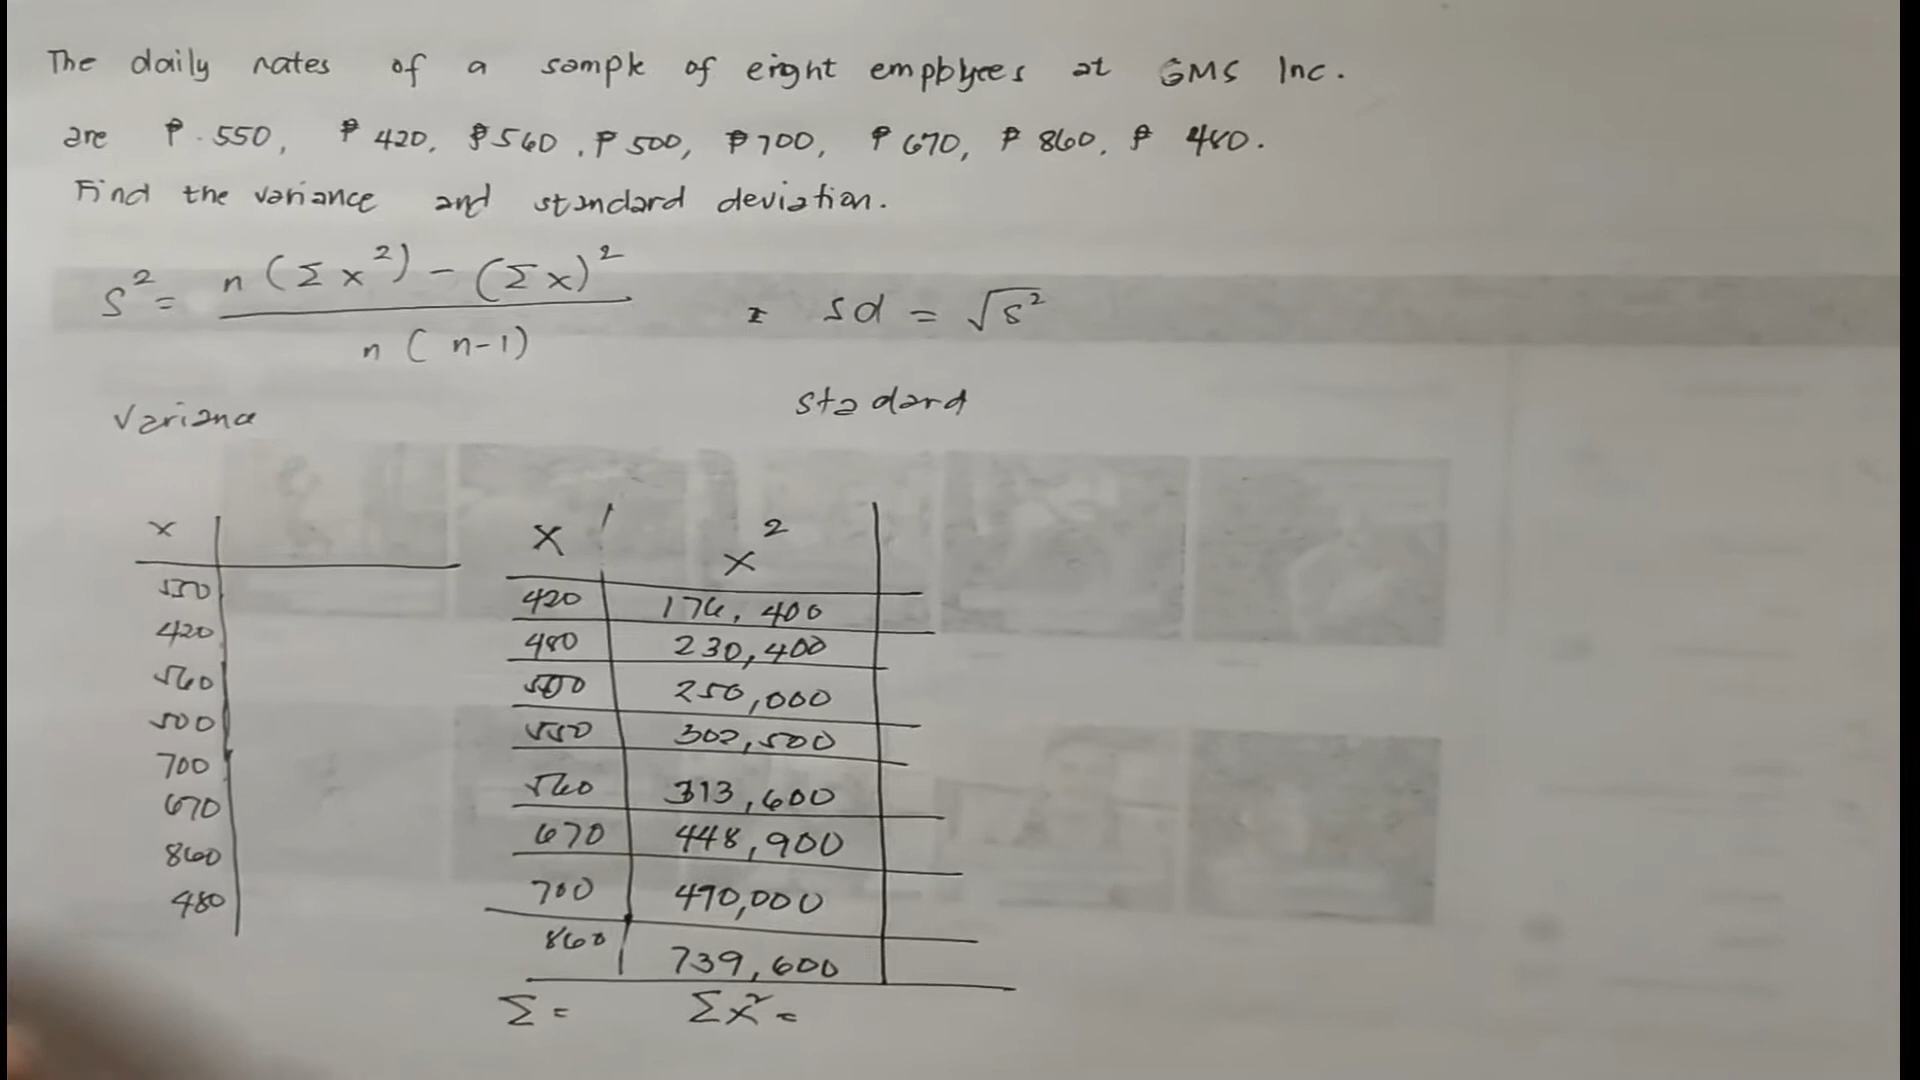 The daily rates of a sample of eight employees at GMS Inc.
are ₱ 550, ₱ 420, ₱ 560, ₱ 500, ₱ 700, ₱ 670, ₱ 860, ₱ 480.
Find the variance and standard deviation.
s² = n(Σx²) - (Σx)² / n(n-1)
sd = √s²
Variance
stadard
x
550
420
560
500
700
670
860
480
x x²
420 176,400
480 230,400
500 250,000
550 302,500
560 313,600
670 448,900
700 490,000
860 739,600
Σ = Σx² =